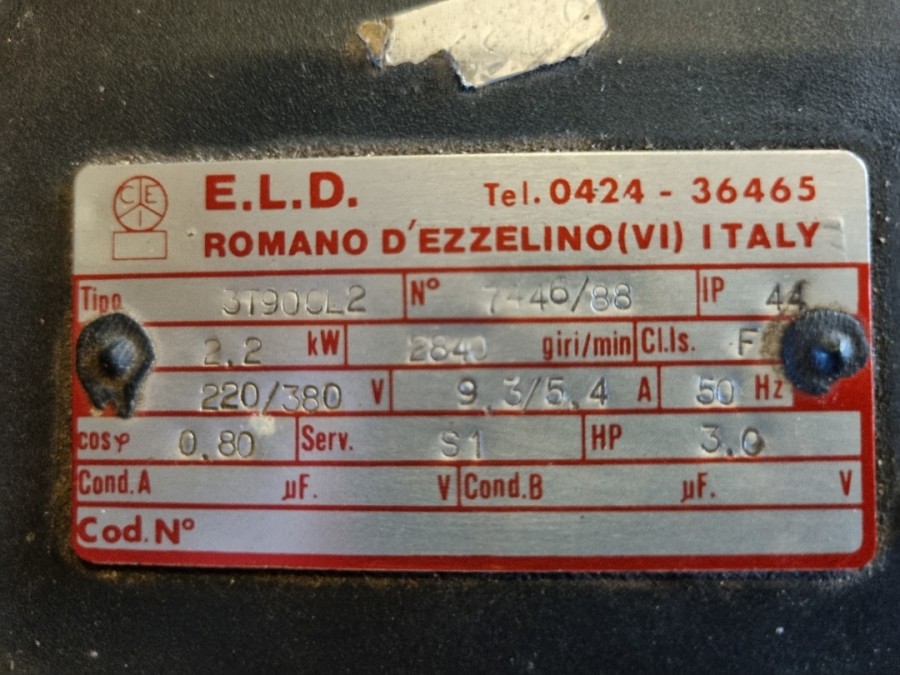 CEI
E.L.D. Tel. 0424 - 36465
ROMANO D'EZZELINO (VI) ITALY
Tipo 3T90CL2 N° 7446/88 IP 44
2.2 kW 2840 giri/min Cl.Is. F
220/380 V 9,3/5,4 A 50 Hz
cosφ 0,80 Serv. S1 HP 3,0
Cond.A µF. V Cond.B µF. V
Cod.N°